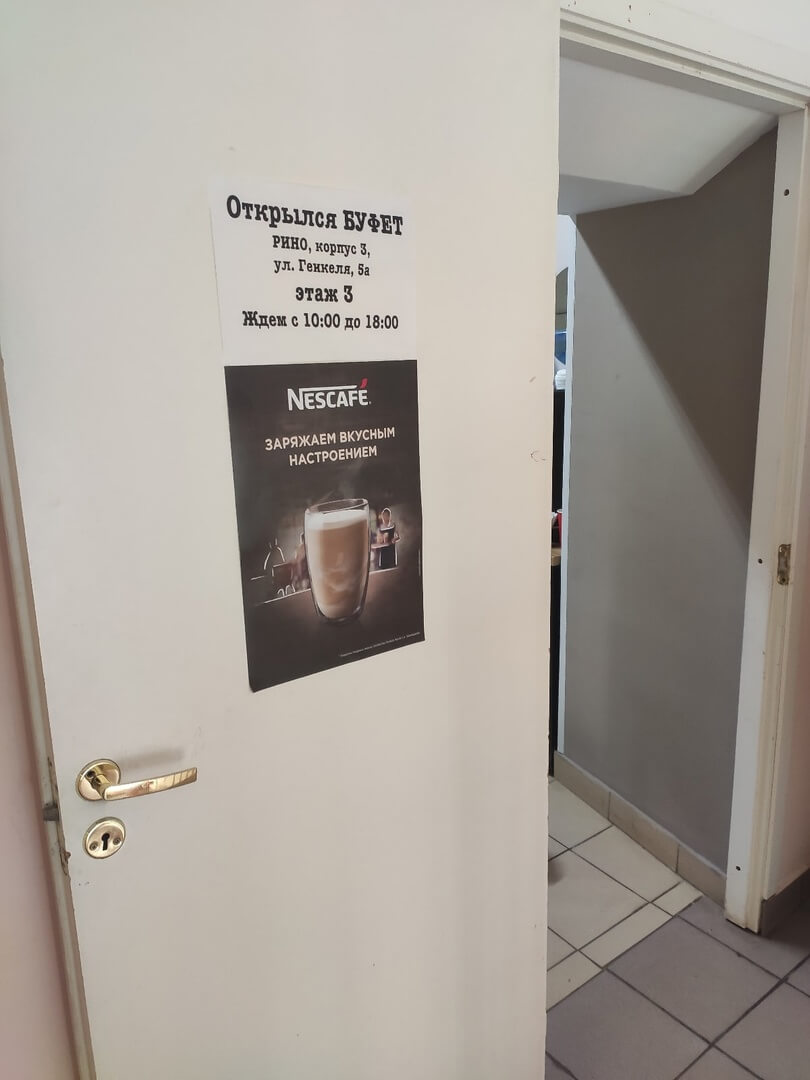 Открылся БУФЕТ
РИНО, корпус 3,
ул. Генкеля, 5а
этаж 3
Ждем с 10:00 до 18:00
NESCAFÉ
ЗАРЯЖАЕМ ВКУСНЫМ
НАСТРОЕНИЕМ